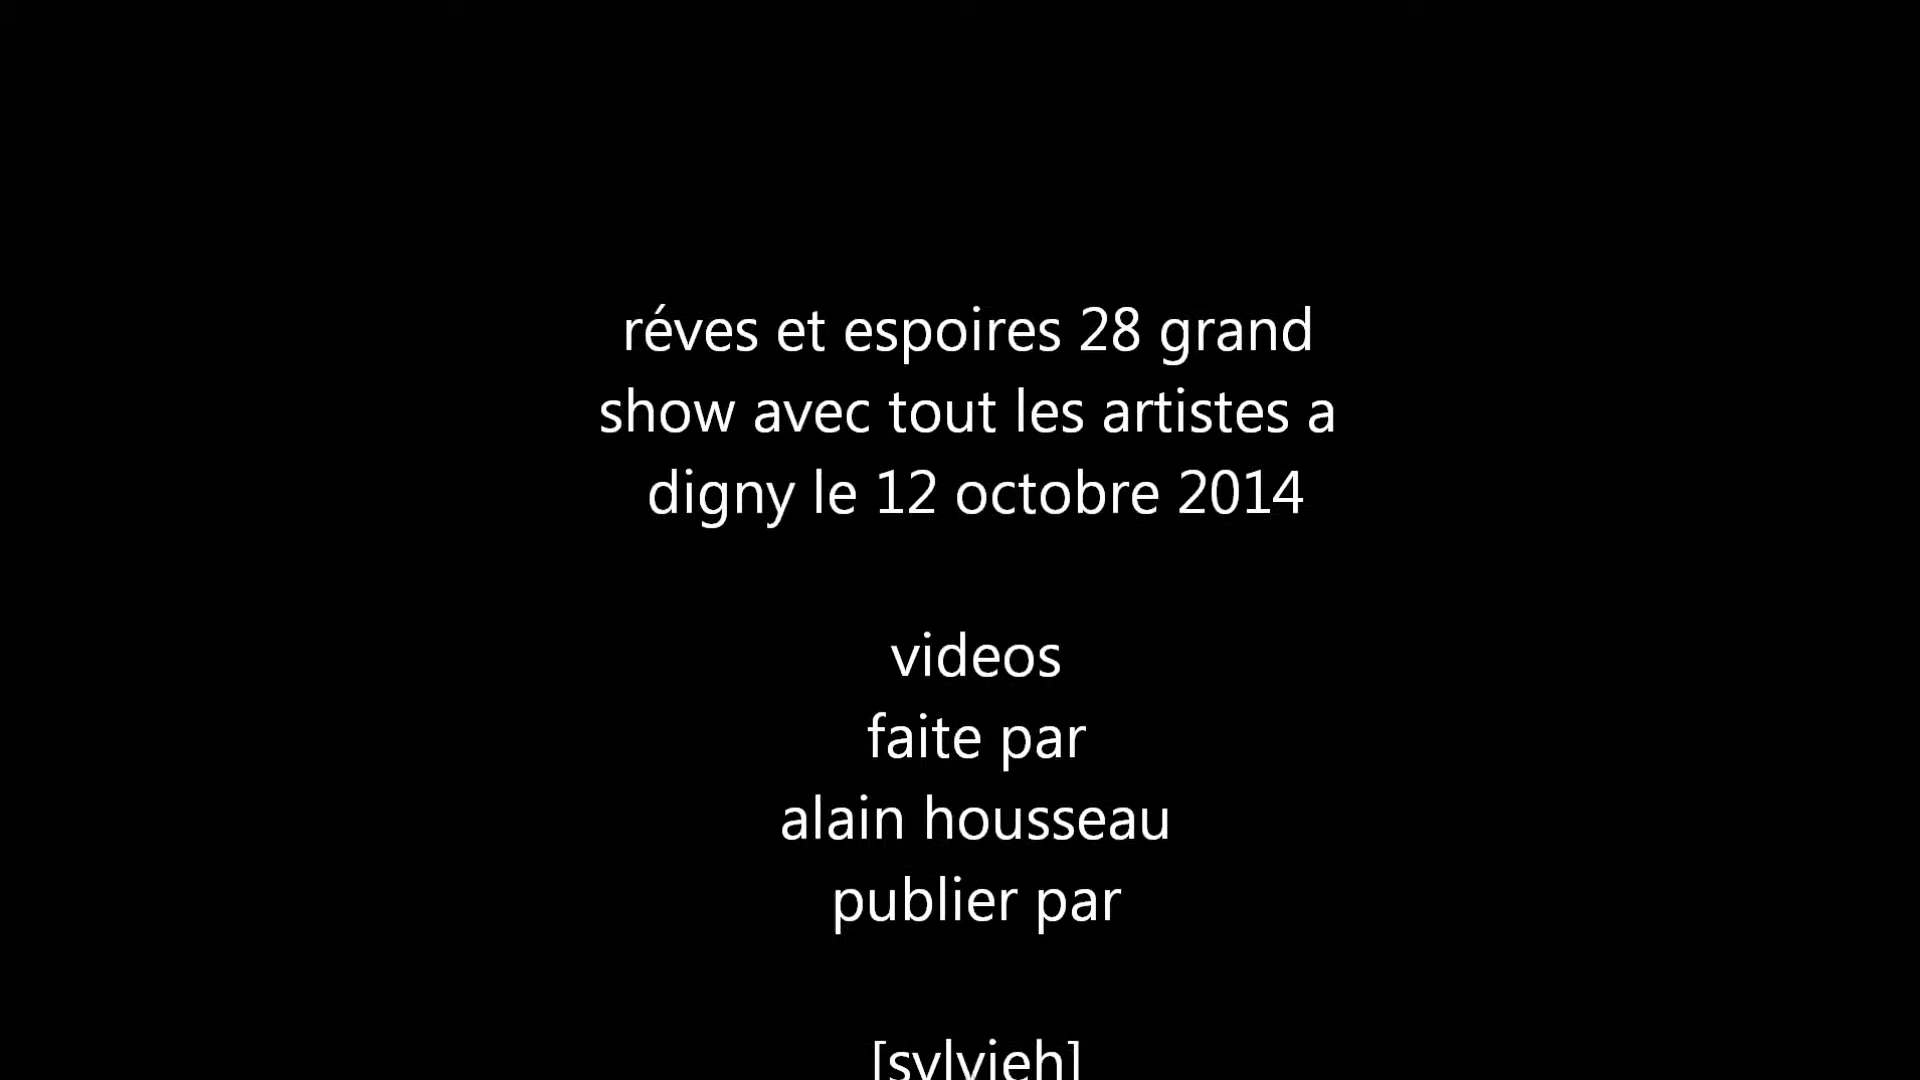 réves et espoires 28 grand
show avec tout les artistes a
digny le 12 octobre 2014
videos
faite par
alain housseau
publier par
[sylvieh]